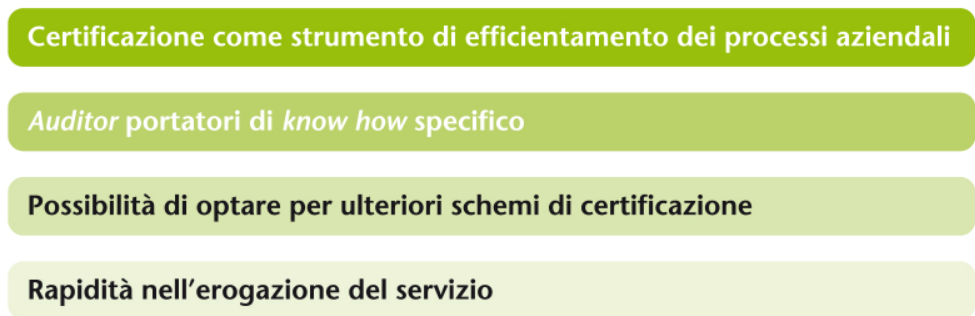 Certificazione come strumento di efficientamento dei processi aziendali
Auditor portatori di know how specifico
Possibilità di optare per ulteriori schemi di certificazione
Rapidità nell’erogazione del servizio